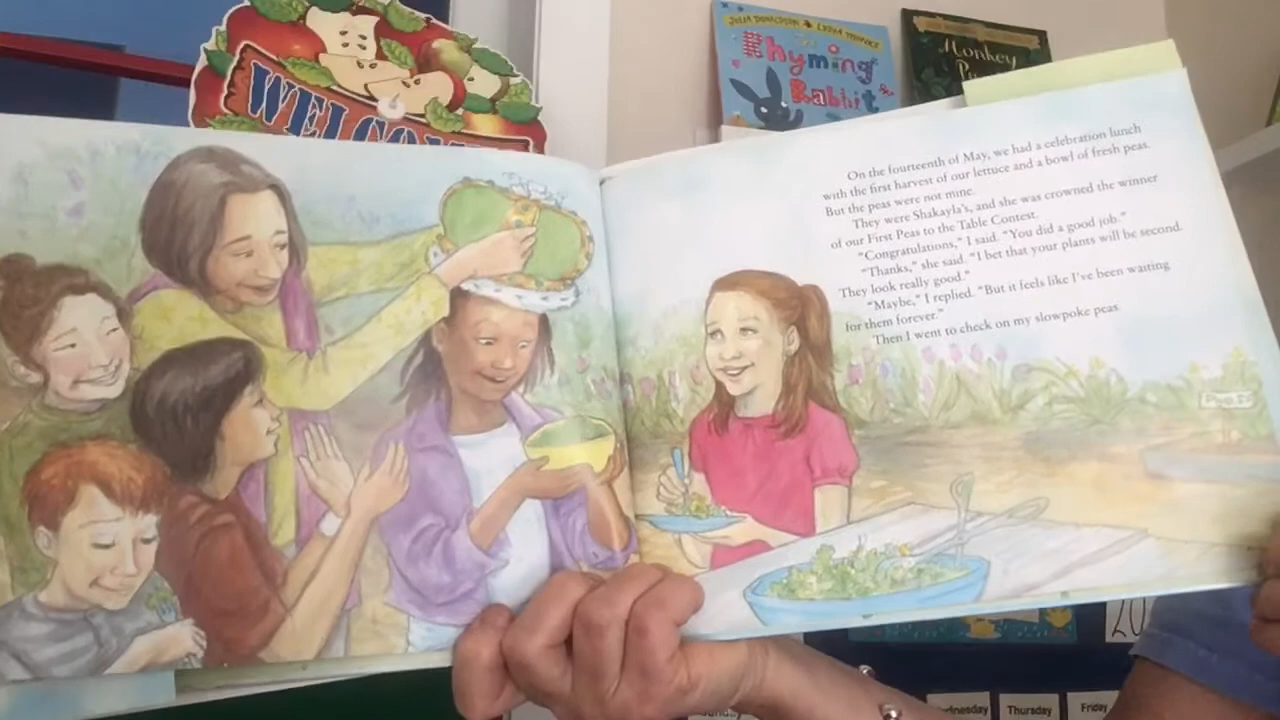 WELCOME
JULIA DONALDSON & LYDIA MONKS
The
Rhyming
Rabbit
Monkey
On the fourteenth of May, we had a celebration lunch
with the first harvest of our lettuce and a bowl of fresh peas.
But the peas were not mine.
They were Shakayla's, and she was crowned the winner
of our First Peas to the Table Contest.
"Congratulations," I said. "You did a good job."
"Thanks," she said. "I bet that your plants will be second.
They look really good."
"Maybe," I replied. "But it feels like I've been waiting
for them forever."
Then I went to check on my slowpoke peas.
20
Thursday
Friday